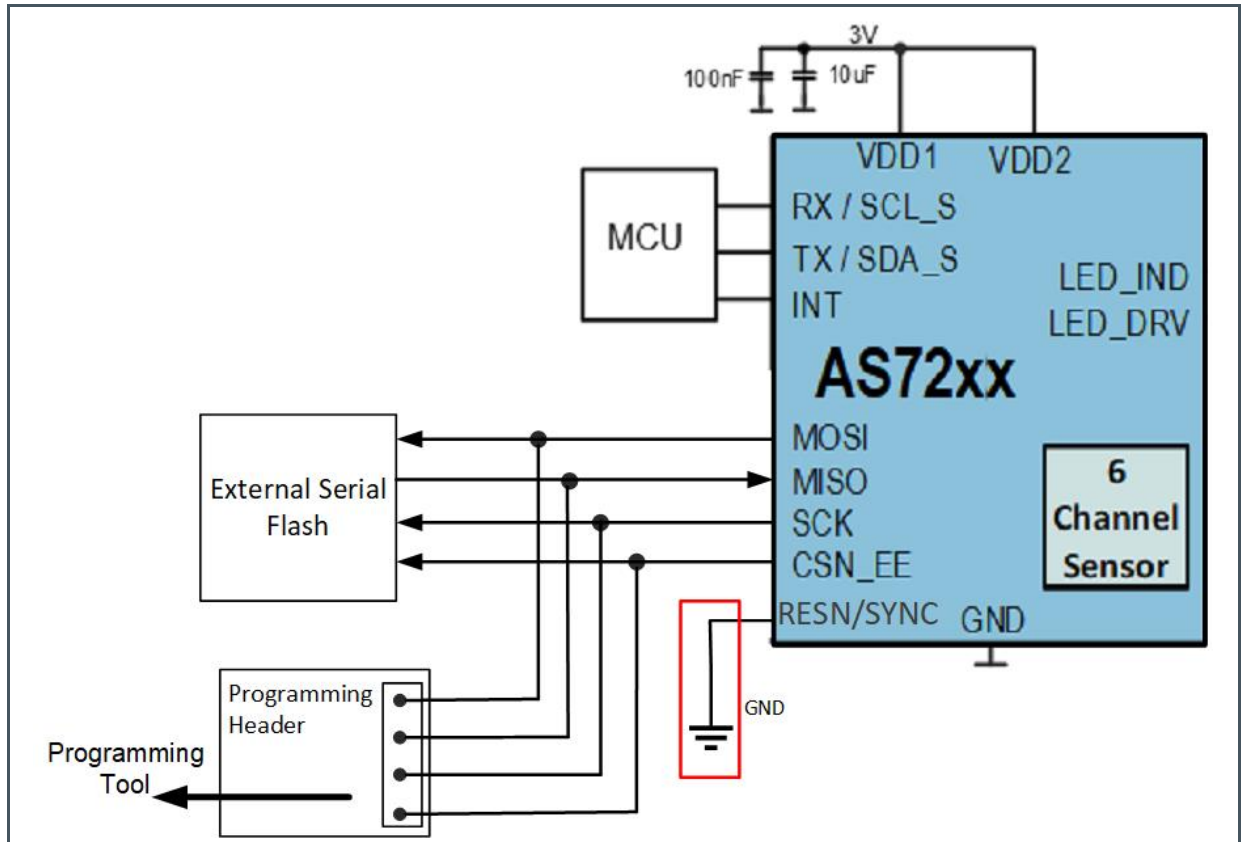 3V
100nF
10uF
VDD1
VDD2
MCU
RX / SCL_S
TX / SDA_S
INT
LED_IND
LED_DRV
AS72xx
External Serial
Flash
MOSI
MISO
SCK
CSN_EE
RESN/SYNC
GND
6
Channel
Sensor
GND
Programming
Header
Programming
Tool